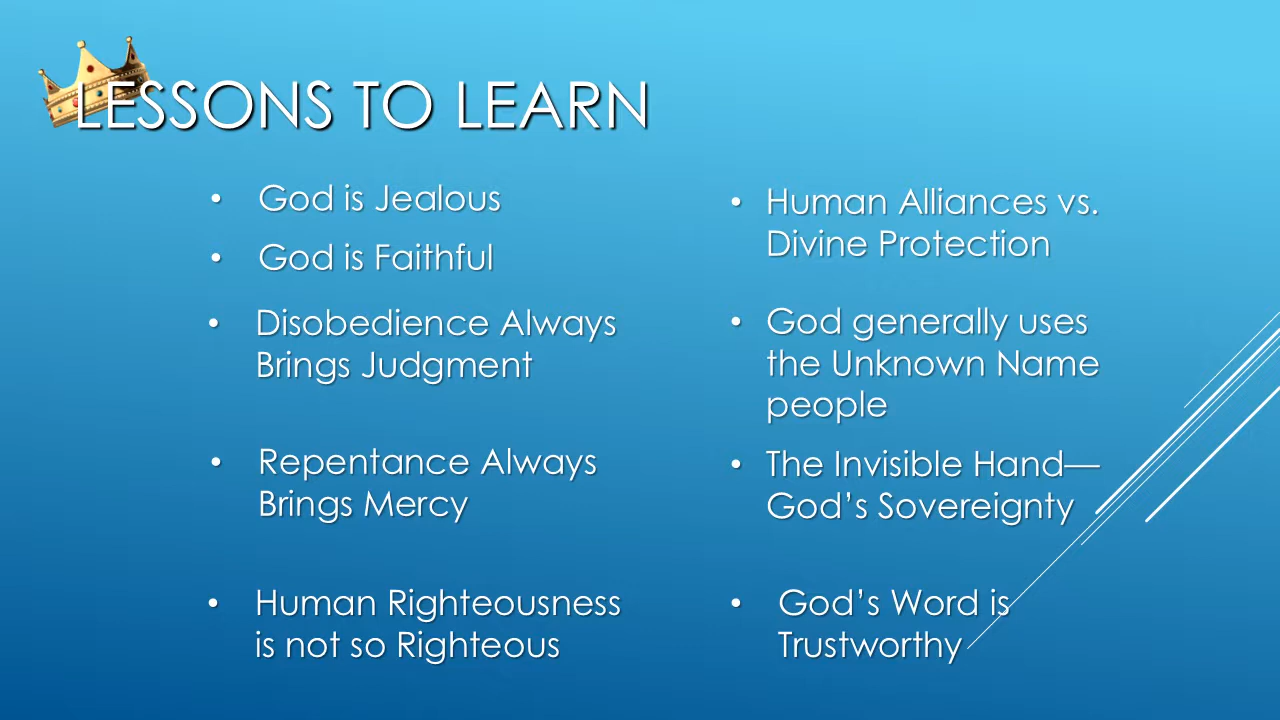 LESSONS TO LEARN
• God is Jealous
• God is Faithful
• Disobedience Always
Brings Judgment
• Repentance Always
Brings Mercy
• Human Righteousness
is not so Righteous
• Human Alliances vs.
Divine Protection
• God generally uses
the Unknown Name
people
• The Invisible Hand—
God’s Sovereignty
• God’s Word is
Trustworthy